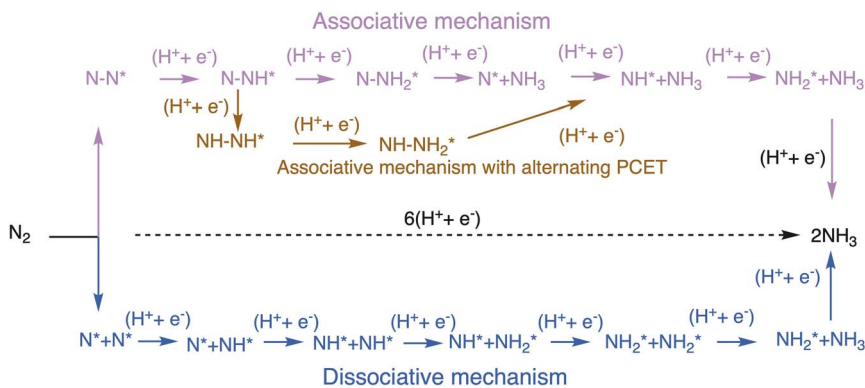 Associative mechanism
(H⁺+ e⁻) (H⁺+ e⁻) (H⁺+ e⁻) (H⁺+ e⁻) (H⁺+ e⁻)
N-N* N-NH* N-NH₂* N*+NH₃ NH*+NH₃ NH₂*+NH₃
(H⁺+ e⁻) (H⁺+ e⁻) (H⁺+ e⁻)
NH-NH* NH-NH₂*
Associative mechanism with alternating PCET
(H⁺+ e⁻)
6(H⁺+ e⁻)
N₂ 2NH₃
(H⁺+ e⁻)
(H⁺+ e⁻) (H⁺+ e⁻) (H⁺+ e⁻) (H⁺+ e⁻) (H⁺+ e⁻)
N*+N* N*+NH* NH*+NH* NH*+NH₂* NH₂*+NH₂* NH₂*+NH₃
Dissociative mechanism